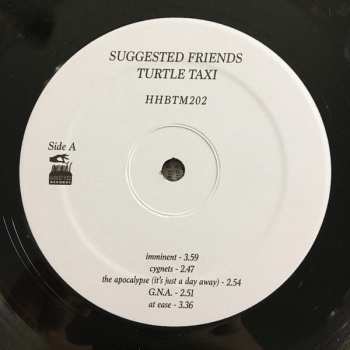 SUGGESTED FRIENDS
TURTLE TAXI
HHBTM202
Side A
imminent - 3.59
cygnets - 2.47
the apocalypse (it's just a day away) - 2.54
G.N.A. - 2.51
at ease - 3.36